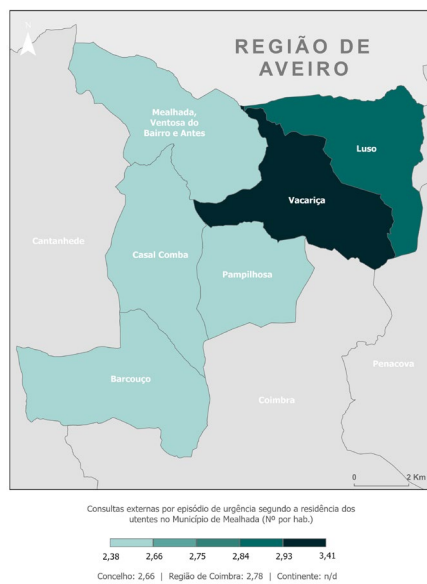 N
REGIÃO DE
AVEIRO
Mealhada,
Ventosa do
Bairro e Antes
Luso
Vacariça
Cantanhede
Casal Comba
Pampilhosa
Penacova
Barcouço
Coimbra
0 2 Km
Consultas externas por episódio de urgência segundo a residência dos
utentes no Município de Mealhada (Nº por hab.)
2,38 2,66 2,75 2,84 2,93 3,41
Concelho: 2,66 | Região de Coimbra: 2,78 | Continente: n/d